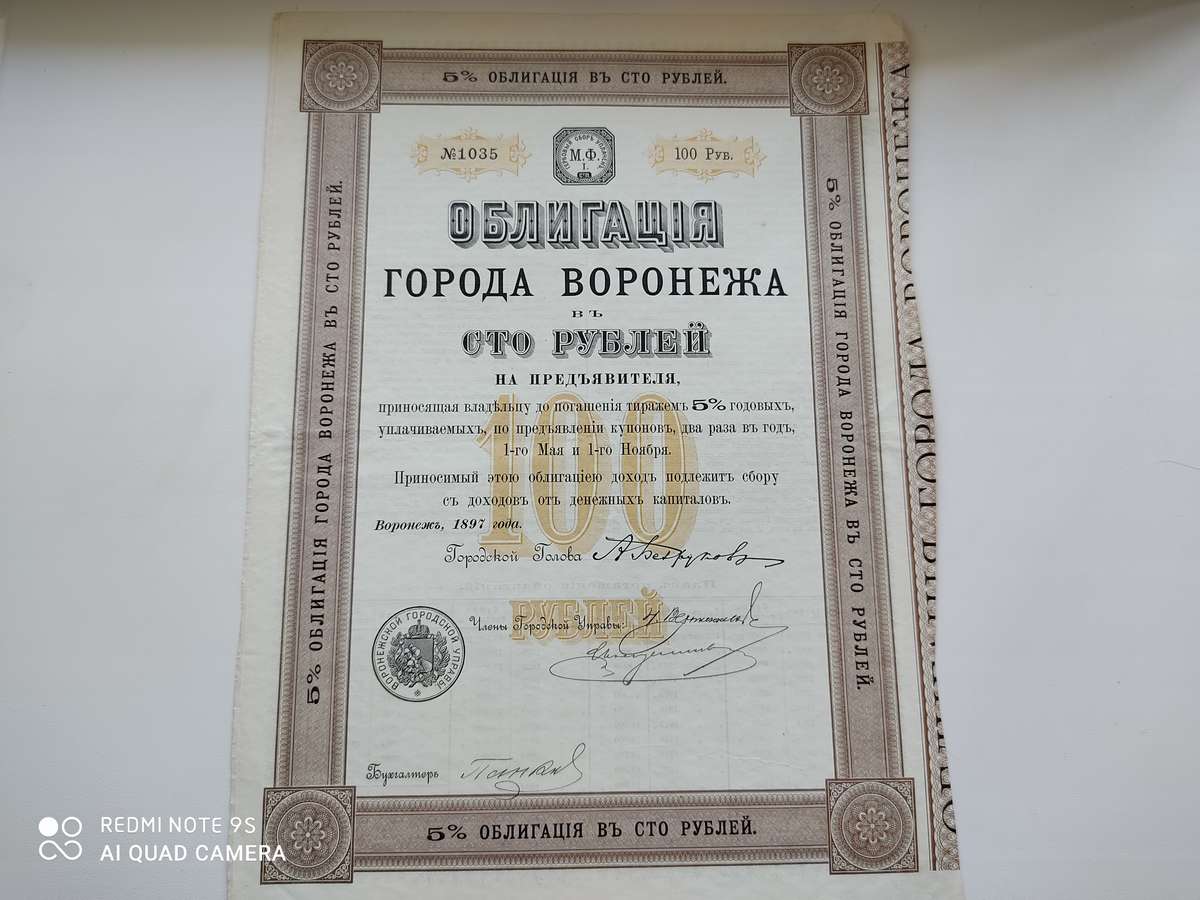 5% ОБЛИГАЦІЯ ВЪ СТО РУБЛЕЙ.
№1035
М.Ф.
I.
100 Руб.
ОБЛИГАЦІЯ
ГОРОДА ВОРОНЕЖА
ВЪ
СТО РУБЛЕЙ
НА ПРЕДЪЯВИТЕЛЯ,
приносящая владѣльцу до погашенія тиражемъ 5% годовыхъ,
уплачиваемыхъ, по предъявленіи купоновъ, два раза въ годъ,
1-го Мая и 1-го Ноября.
Приносимый этою облигаціею доходъ подлежитъ сбору
съ доходовъ отъ денежныхъ капиталовъ.
Воронежъ, 1897 года.
100
РУБЛЕЙ
Городской Голова А Безруковъ
Члены Городской Управы:
ВОРОНЕЖСКОЙ ГОРОДСКОЙ УПРАВЫ
Бухгалтеръ
5% ОБЛИГАЦІЯ ГОРОДА ВОРОНЕЖА ВЪ СТО РУБЛЕЙ.
5% ОБЛИГАЦІЯ ГОРОДА ВОРОНЕЖА ВЪ СТО РУБЛЕЙ.
5% ОБЛИГАЦІЯ ВЪ СТО РУБЛЕЙ.
REDMI NOTE 9S
AI QUAD CAMERA